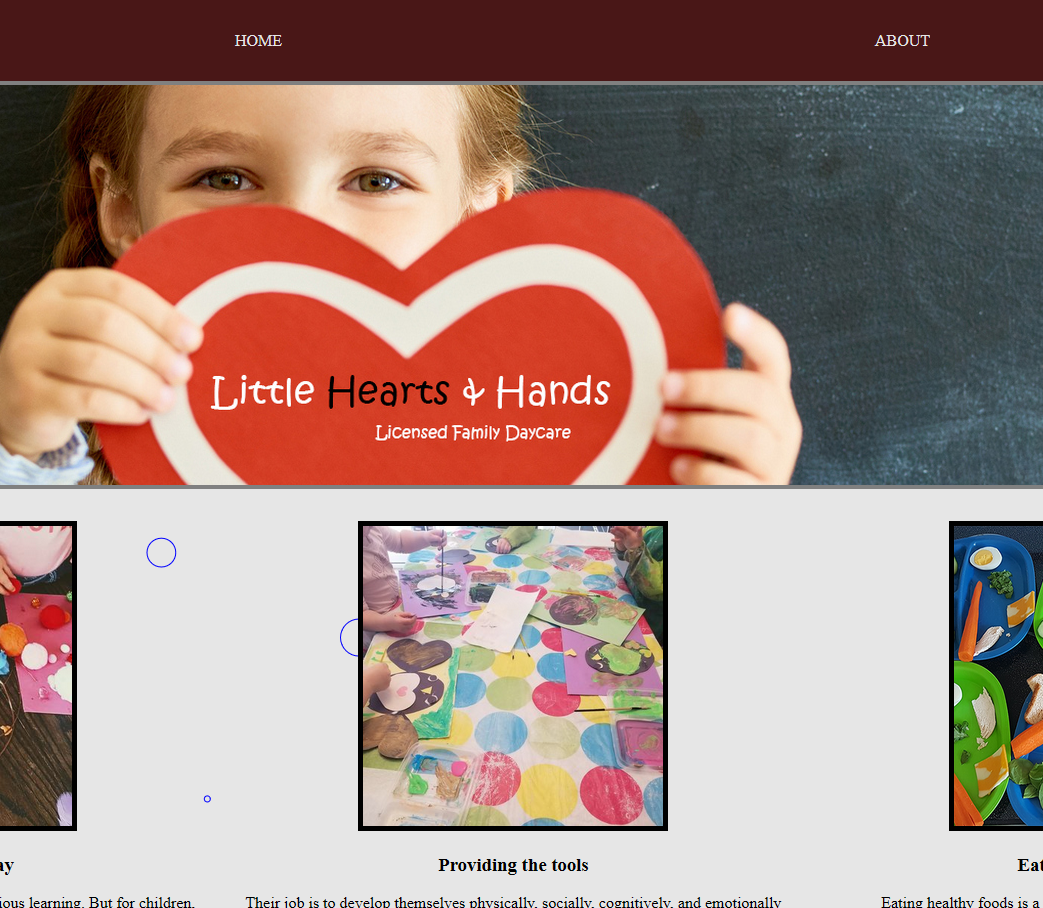 HOME ABOUT
Little Hearts & Hands
Licensed Family Daycare
ay Providing the tools Eat
ious learning. But for children, Their job is to develop themselves physically, socially, cognitively, and emotionally Eating healthy foods is a